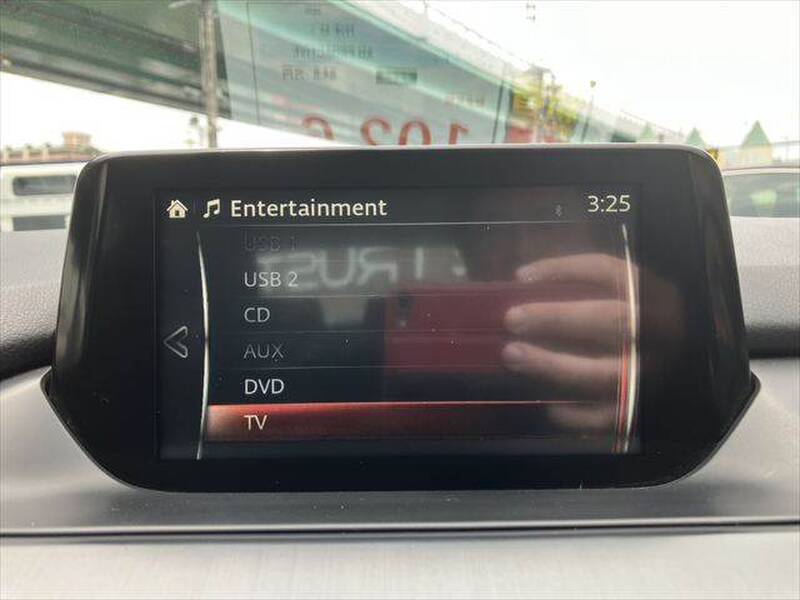 Entertainment 3:25
USB 1
USB 2
CD
AUX
DVD
TV